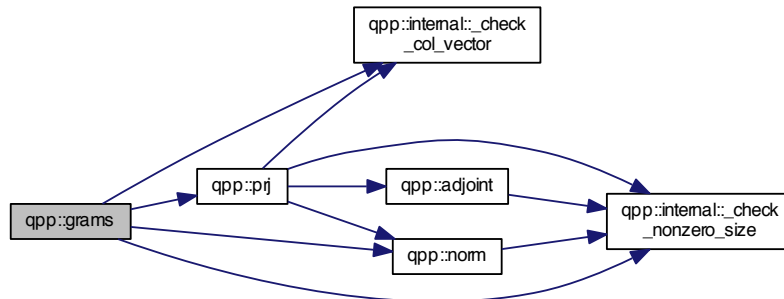 qpp::internal::_check
_col_vector
qpp::prj
qpp::adjoint
qpp::internal::_check
_nonzero_size
qpp::grams
qpp::norm